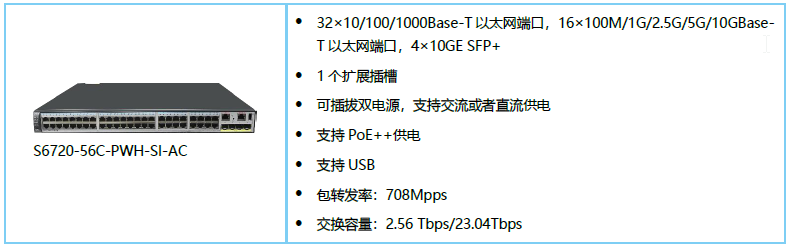 S6720-56C-PWH-SI-AC
• 32×10/100/1000Base-T 以太网端口，16×100M/1G/2.5G/5G/10GBase-
T 以太网端口，4×10GE SFP+
• 1 个扩展插槽
• 可插拔双电源，支持交流或者直流供电
• 支持 PoE++供电
• 支持 USB
• 包转发率：708Mpps
• 交换容量：2.56 Tbps/23.04Tbps